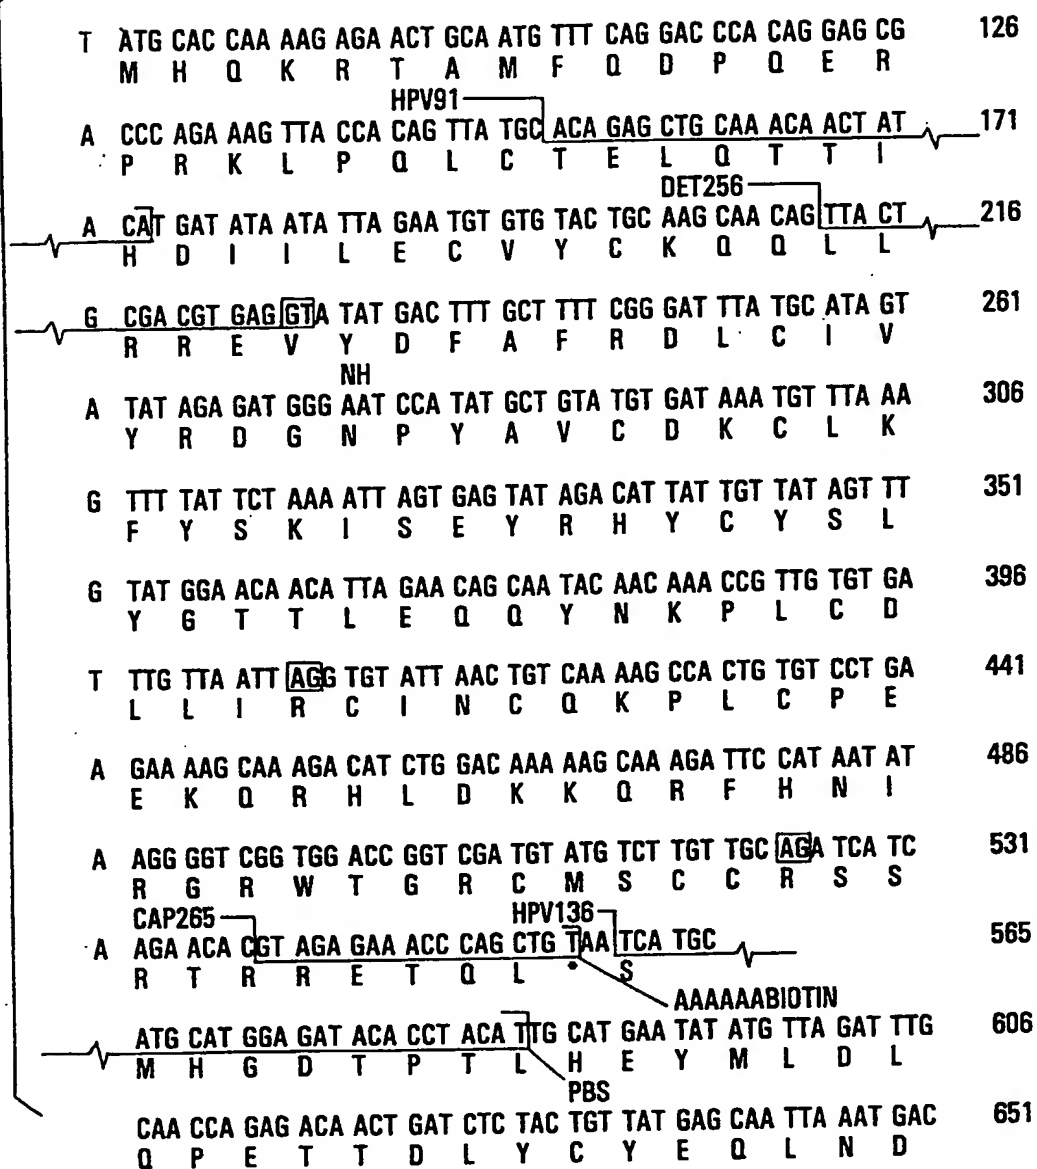 T ATG CAC CAA AAG AGA ACT GCA ATG TTT CAG GAC CCA CAG GAG CG 126
M H Q K R T A M F Q D P Q E R
HPV91
A CCC AGA AAG TTA CCA CAG TTA TGC ACA GAG CTG CAA ACA ACT AT 171
P R K L P Q L C T E L Q T T I
DET256
A CAT GAT ATA ATA TTA GAA TGT GTG TAC TGC AAG CAA CAG TTA CT 216
H D I I L E C V Y C K Q Q L L
G CGA CGT GAG GTA TAT GAC TTT GCT TTT CGG GAT TTA TGC ATA GT 261
R R E V Y D F A F R D L C I V
NH
A TAT AGA GAT GGG AAT CCA TAT GCT GTA TGT GAT AAA TGT TTA AA 306
Y R D G N P Y A V C D K C L K
G TTT TAT TCT AAA ATT AGT GAG TAT AGA CAT TAT TGT TAT AGT TT 351
F Y S K I S E Y R H Y C Y S L
G TAT GGA ACA ACA TTA GAA CAG CAA TAC AAC AAA CCG TTG TGT GA 396
Y G T T L E Q Q Y N K P L C D
T TTG TTA ATT AGG TGT ATT AAC TGT CAA AAG CCA CTG TGT CCT GA 441
L L I R C I N C Q K P L C P E
A GAA AAG CAA AGA CAT CTG GAC AAA AAG CAA AGA TTC CAT AAT AT 486
E K Q R H L D K K Q R F H N I
A AGG GGT CGG TGG ACC GGT CGA TGT ATG TCT TGT TGC AGA TCA TC 531
R G R W T G R C M S C C R S S
CAP265 HPV136
A AGA ACA CGT AGA GAA ACC CAG CTG TAA TCA TGC 565
R T R R E T Q L • S
AAAAAABIOTIN
ATG CAT GGA GAT ACA CCT ACA TTG CAT GAA TAT ATG TTA GAT TTG 606
M H G D T P T L H E Y M L D L
PBS
CAA CCA GAG ACA ACT GAT CTC TAC TGT TAT GAG CAA TTA AAT GAC 651
Q P E T T D L Y C Y E Q L N D